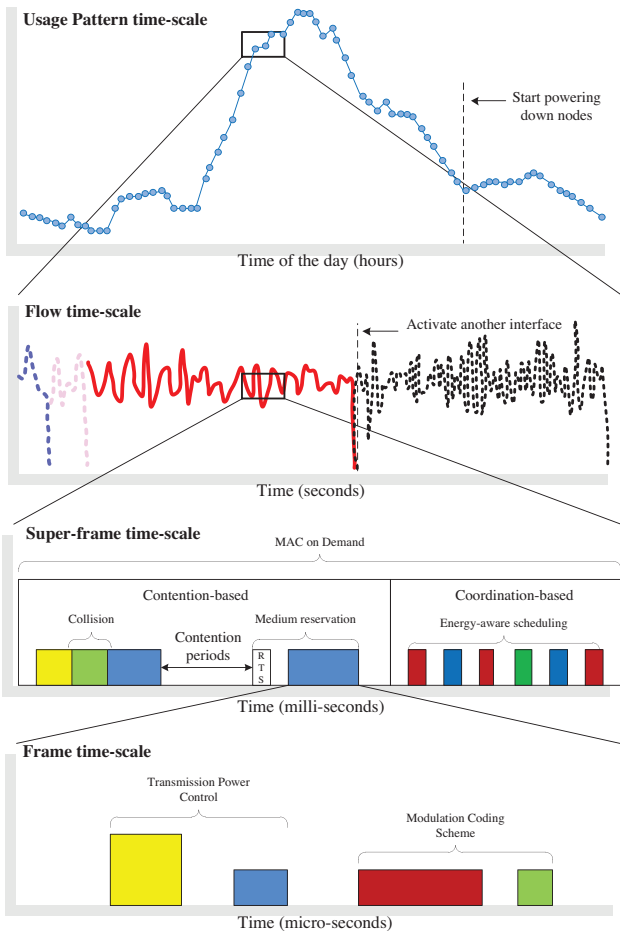 Usage Pattern time-scale
Start powering
down nodes
Time of the day (hours)
Flow time-scale
Activate another interface
Time (seconds)
Super-frame time-scale
MAC on Demand
Contention-based
Coordination-based
Collision
Contention
periods
Medium reservation
Energy-aware scheduling
R
T
S
Time (milli-seconds)
Frame time-scale
Transmission Power
Control
Modulation Coding
Scheme
Time (micro-seconds)